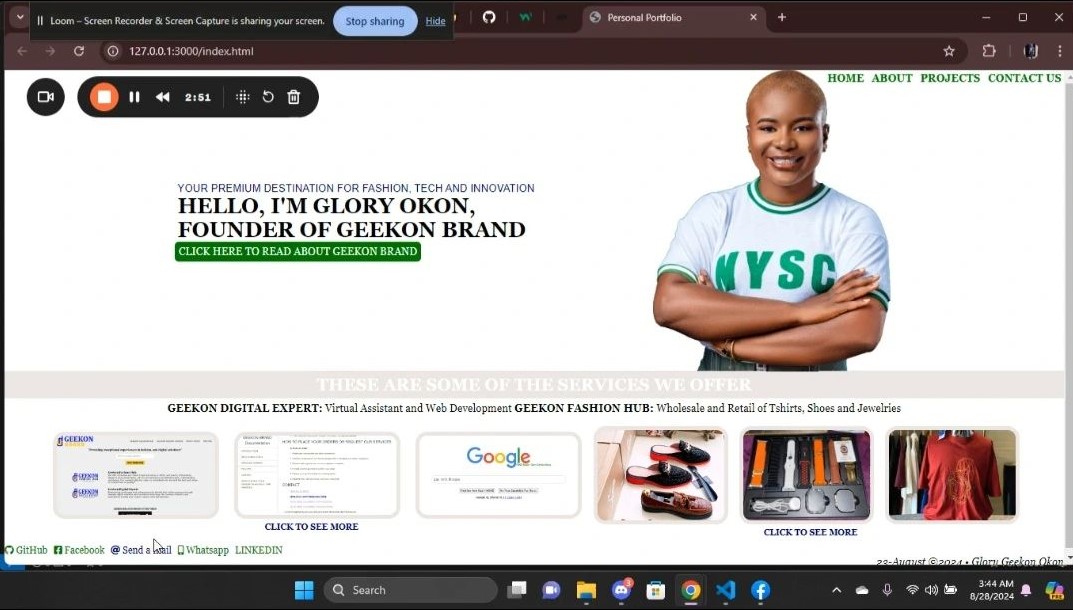 Loom – Screen Recorder & Screen Capture is sharing your screen.
Stop sharing
Hide
Personal Portfolio
127.0.0.1:3000/index.html
2:51
HOME ABOUT PROJECTS CONTACT US
YOUR PREMIUM DESTINATION FOR FASHION, TECH AND INNOVATION
HELLO, I'M GLORY OKON,
FOUNDER OF GEEKON BRAND
CLICK HERE TO READ ABOUT GEEKON BRAND
NYSC
THESE ARE SOME OF THE SERVICES WE OFFER
GEEKON DIGITAL EXPERT: Virtual Assistant and Web Development GEEKON FASHION HUB: Wholesale and Retail of Tshirts, Shoes and Jewelries
GEEKON
GEEKON
GEEKON
Google
CLICK TO SEE MORE
CLICK TO SEE MORE
GitHub Facebook @ Send a Mail Whatsapp LINKEDIN
23-August ©2024 • Glory Geekon Okon
Search
3
3:44 AM
8/28/2024